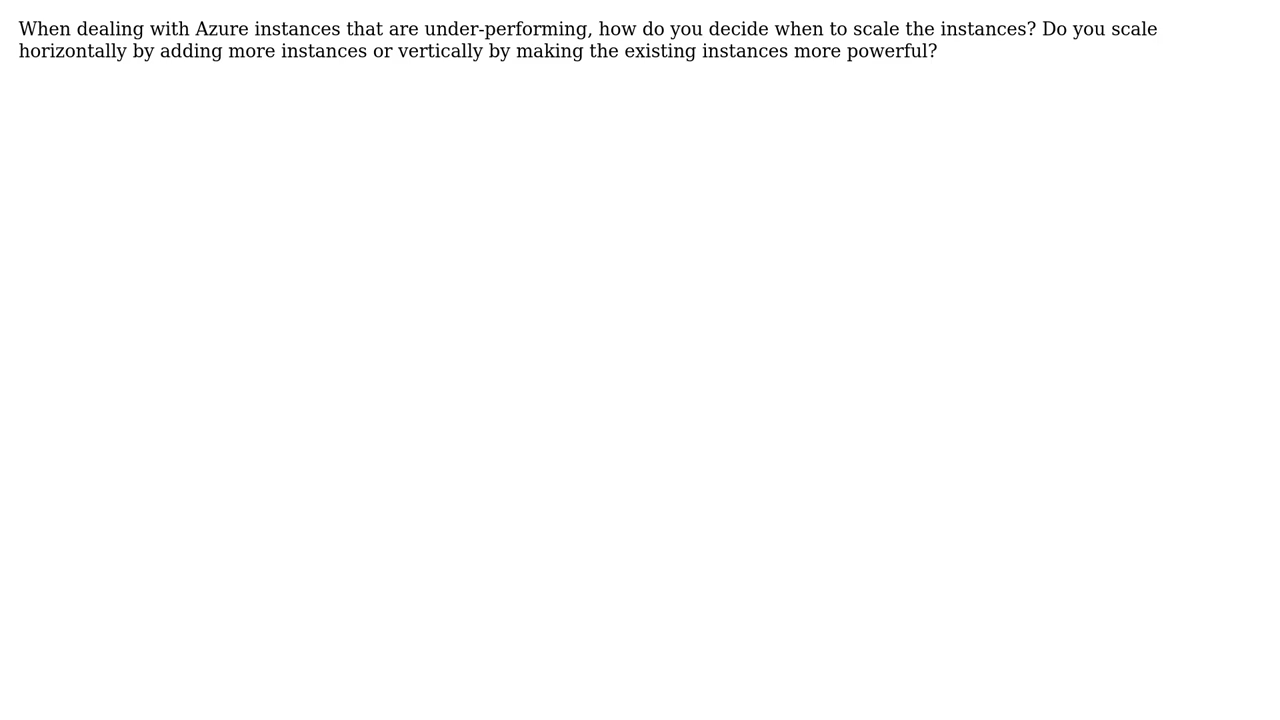 When dealing with Azure instances that are under-performing, how do you decide when to scale the instances? Do you scale
horizontally by adding more instances or vertically by making the existing instances more powerful?